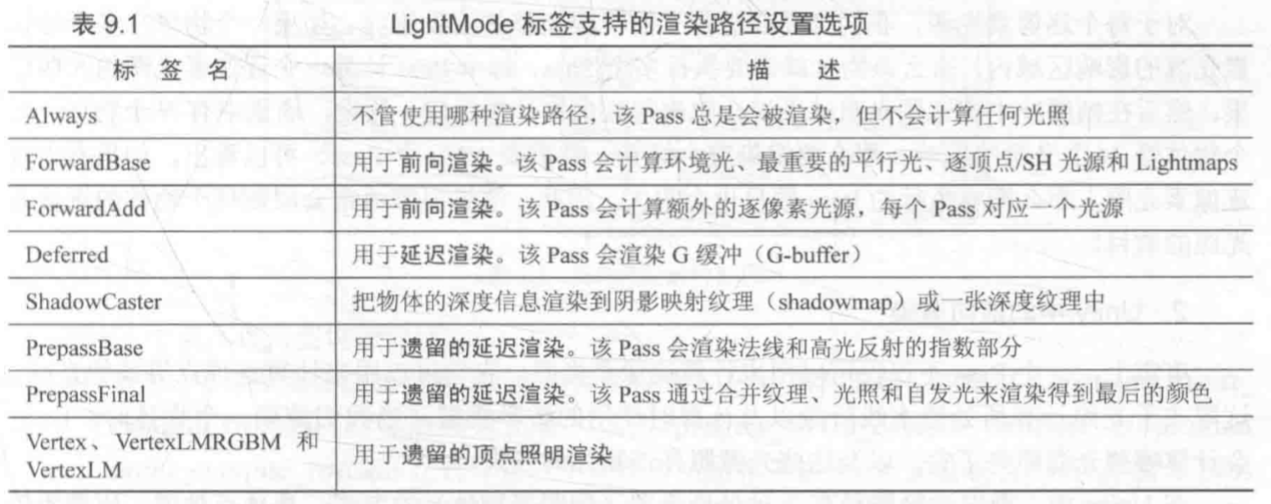 表 9.1 LightMode 标签支持的渲染路径设置选项
标 签 名 描 述
Always 不管使用哪种渲染路径,该 Pass 总是会被渲染,但不会计算任何光照
ForwardBase 用于前向渲染。该 Pass 会计算环境光、最重要的平行光、逐顶点/SH 光源和 Lightmaps
ForwardAdd 用于前向渲染。该 Pass 会计算额外的逐像素光源,每个 Pass 对应一个光源
Deferred 用于延迟渲染。该 Pass 会渲染 G 缓冲(G-buffer)
ShadowCaster 把物体的深度信息渲染到阴影映射纹理(shadowmap)或一张深度纹理中
PrepassBase 用于遗留的延迟渲染。该 Pass 会渲染法线和高光反射的指数部分
PrepassFinal 用于遗留的延迟渲染。该 Pass 通过合并纹理、光照和自发光来渲染得到最后的颜色
Vertex、VertexLMRGBM 和
VertexLM 用于遗留的顶点照明渲染